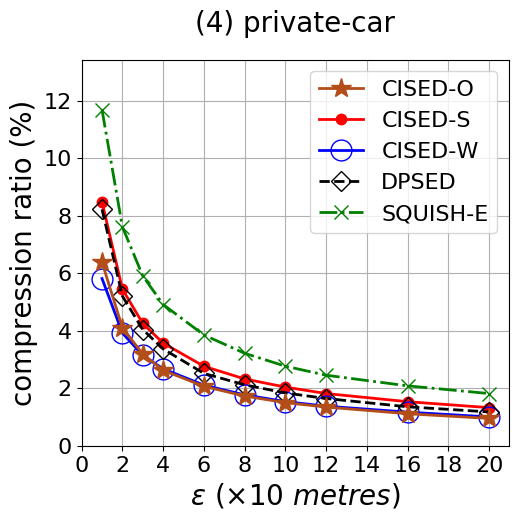 (4) private-car
compression ratio (%)
12
10
8
6
4
2
0
CISED-O
CISED-S
CISED-W
DPSED
SQUISH-E
0 2 4 6 8 10 12 14 16 18 20
ε (×10 metres)